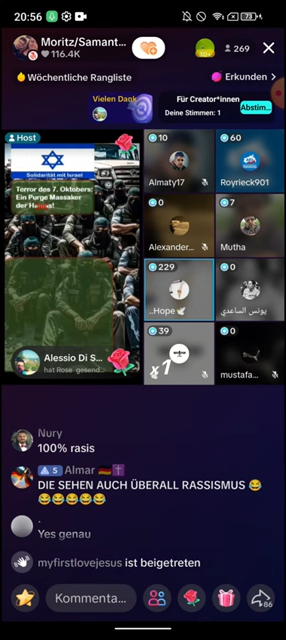 20:56
73
Moritz/Samant...
116.4K
269
Wöchentliche Rangliste
Erkunden
Vielen Dank
Für Creator*innen
Deine Stimmen: 1
Abstim...
Host
Solidarität mit Israel
Terror des 7. Oktobers:
Ein Purge Massaker
der Hamas!
10
Almaty17
60
Royrieck901
0
Alexander...
7
Mutha
229
..Hope
0
يونس الساعدي
39
x1
0
mustafa...
Alessio Di S...
hat Rose gesend...
Nury
100% rasis
5 Almar
DIE SEHEN AUCH ÜBERALL RASSISMUS
.
Yes genau
myfirstlovejesus ist beigetreten
Kommenta...
86